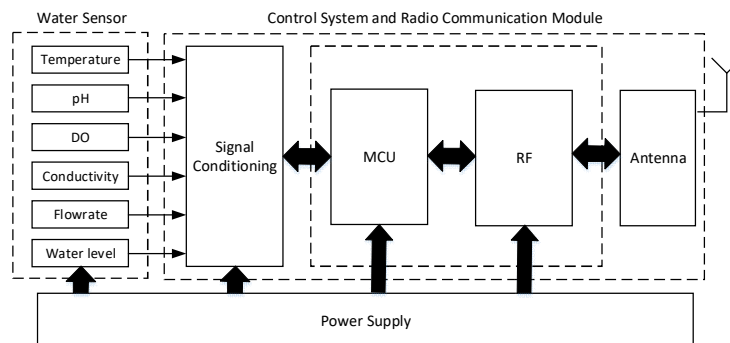 Water Sensor
Control System and Radio Communication Module
Temperature
pH
DO
Conductivity
Flowrate
Water level
Signal
Conditioning
MCU
RF
Antenna
Power Supply